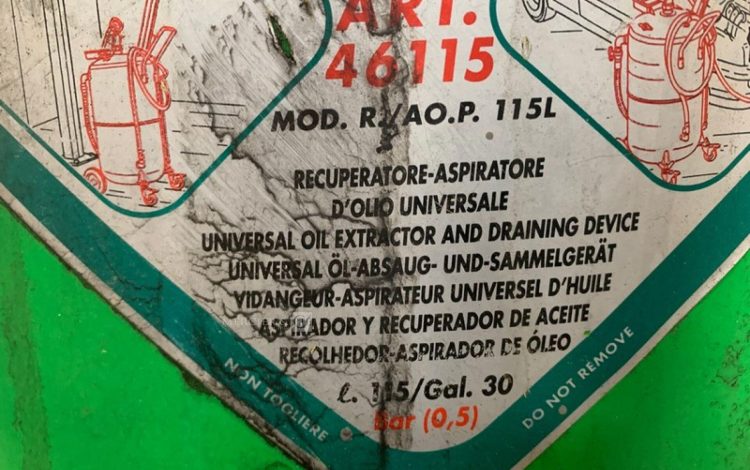 ART.
46115
MOD. R./AO.P. 115L
RECUPERATORE-ASPIRATORE
D'OLIO UNIVERSALE
UNIVERSAL OIL EXTRACTOR AND DRAINING DEVICE
UNIVERSAL ÖL-ABSAUG- UND-SAMMELGERÄT
VIDANGEUR-ASPIRATEUR UNIVERSEL D'HUILE
ASPIRADOR Y RECUPERADOR DE ACEITE
RECOLHEDOR-ASPIRADOR DE ÓLEO
ℓ. 115/Gal. 30
Bar (0,5)
NON TOGLIERE
DO NOT REMOVE